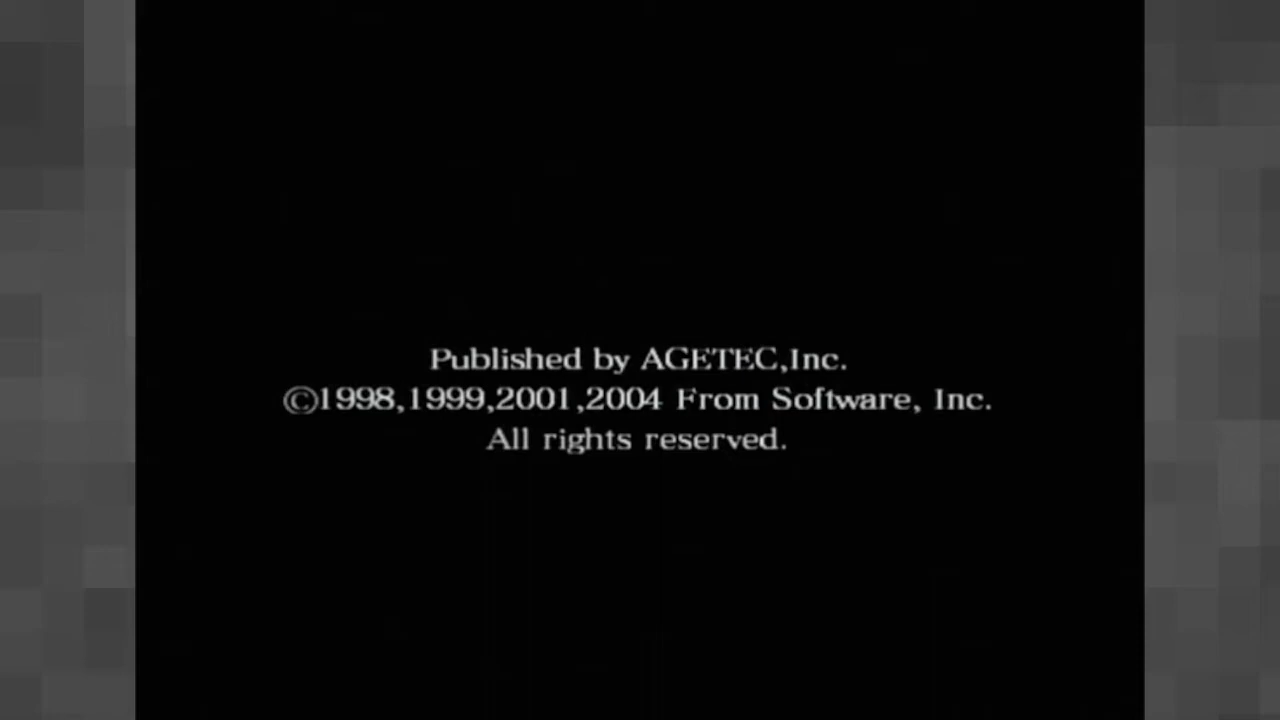 Published by AGETEC,Inc.
©1998,1999,2001,2004 From Software, Inc.
All rights reserved.